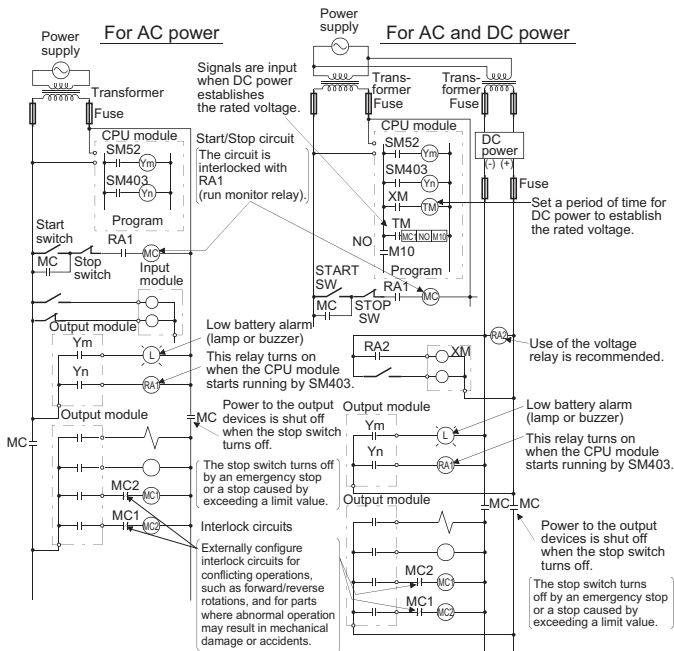 For AC power
Power
supply
Transformer
Fuse
CPU module
SM52
Ym
SM403
Yn
Program
Start/Stop circuit
The circuit is
interlocked with
RA1
(run monitor relay).
Start
switch
MC
Stop
switch
RA1
MC
Input
module
Output module
Ym
L
Yn
RA1
Low battery alarm
(lamp or buzzer)
This relay turns on
when the CPU module
starts running by SM403.
Output module
MC
MC
Power to the output
devices is shut off
when the stop switch
turns off.
The stop switch turns off
by an emergency stop
or a stop caused by
exceeding a limit value.
MC2
MC1
MC1
MC2
Interlock circuits
Externally configure
interlock circuits for
conflicting operations,
such as forward/reverse
rotations, and for parts
where abnormal operation
may result in mechanical
damage or accidents.
For AC and DC power
Power
supply
Signals are input
when DC power
establishes
the rated voltage.
Trans-
former
Fuse
Trans-
former
Fuse
CPU module
SM52
Ym
SM403
Yn
XM
TM
TM
MC1 NO M10
NO
M10
Program
DC
power
(-) (+)
Fuse
Set a period of time for
DC power to establish
the rated voltage.
START
SW
MC
STOP
SW
RA1
MC
RA2
Use of the voltage
relay is recommended.
RA2
XM
Output module
Ym
L
Yn
RA1
Low battery alarm
(lamp or buzzer)
This relay turns on
when the CPU module
starts running by SM403.
Output module
MC
MC
Power to the output
devices is shut off
when the stop switch
turns off.
The stop switch turns
off by an emergency stop
or a stop caused by
exceeding a limit value.
MC2
MC1
MC1
MC2